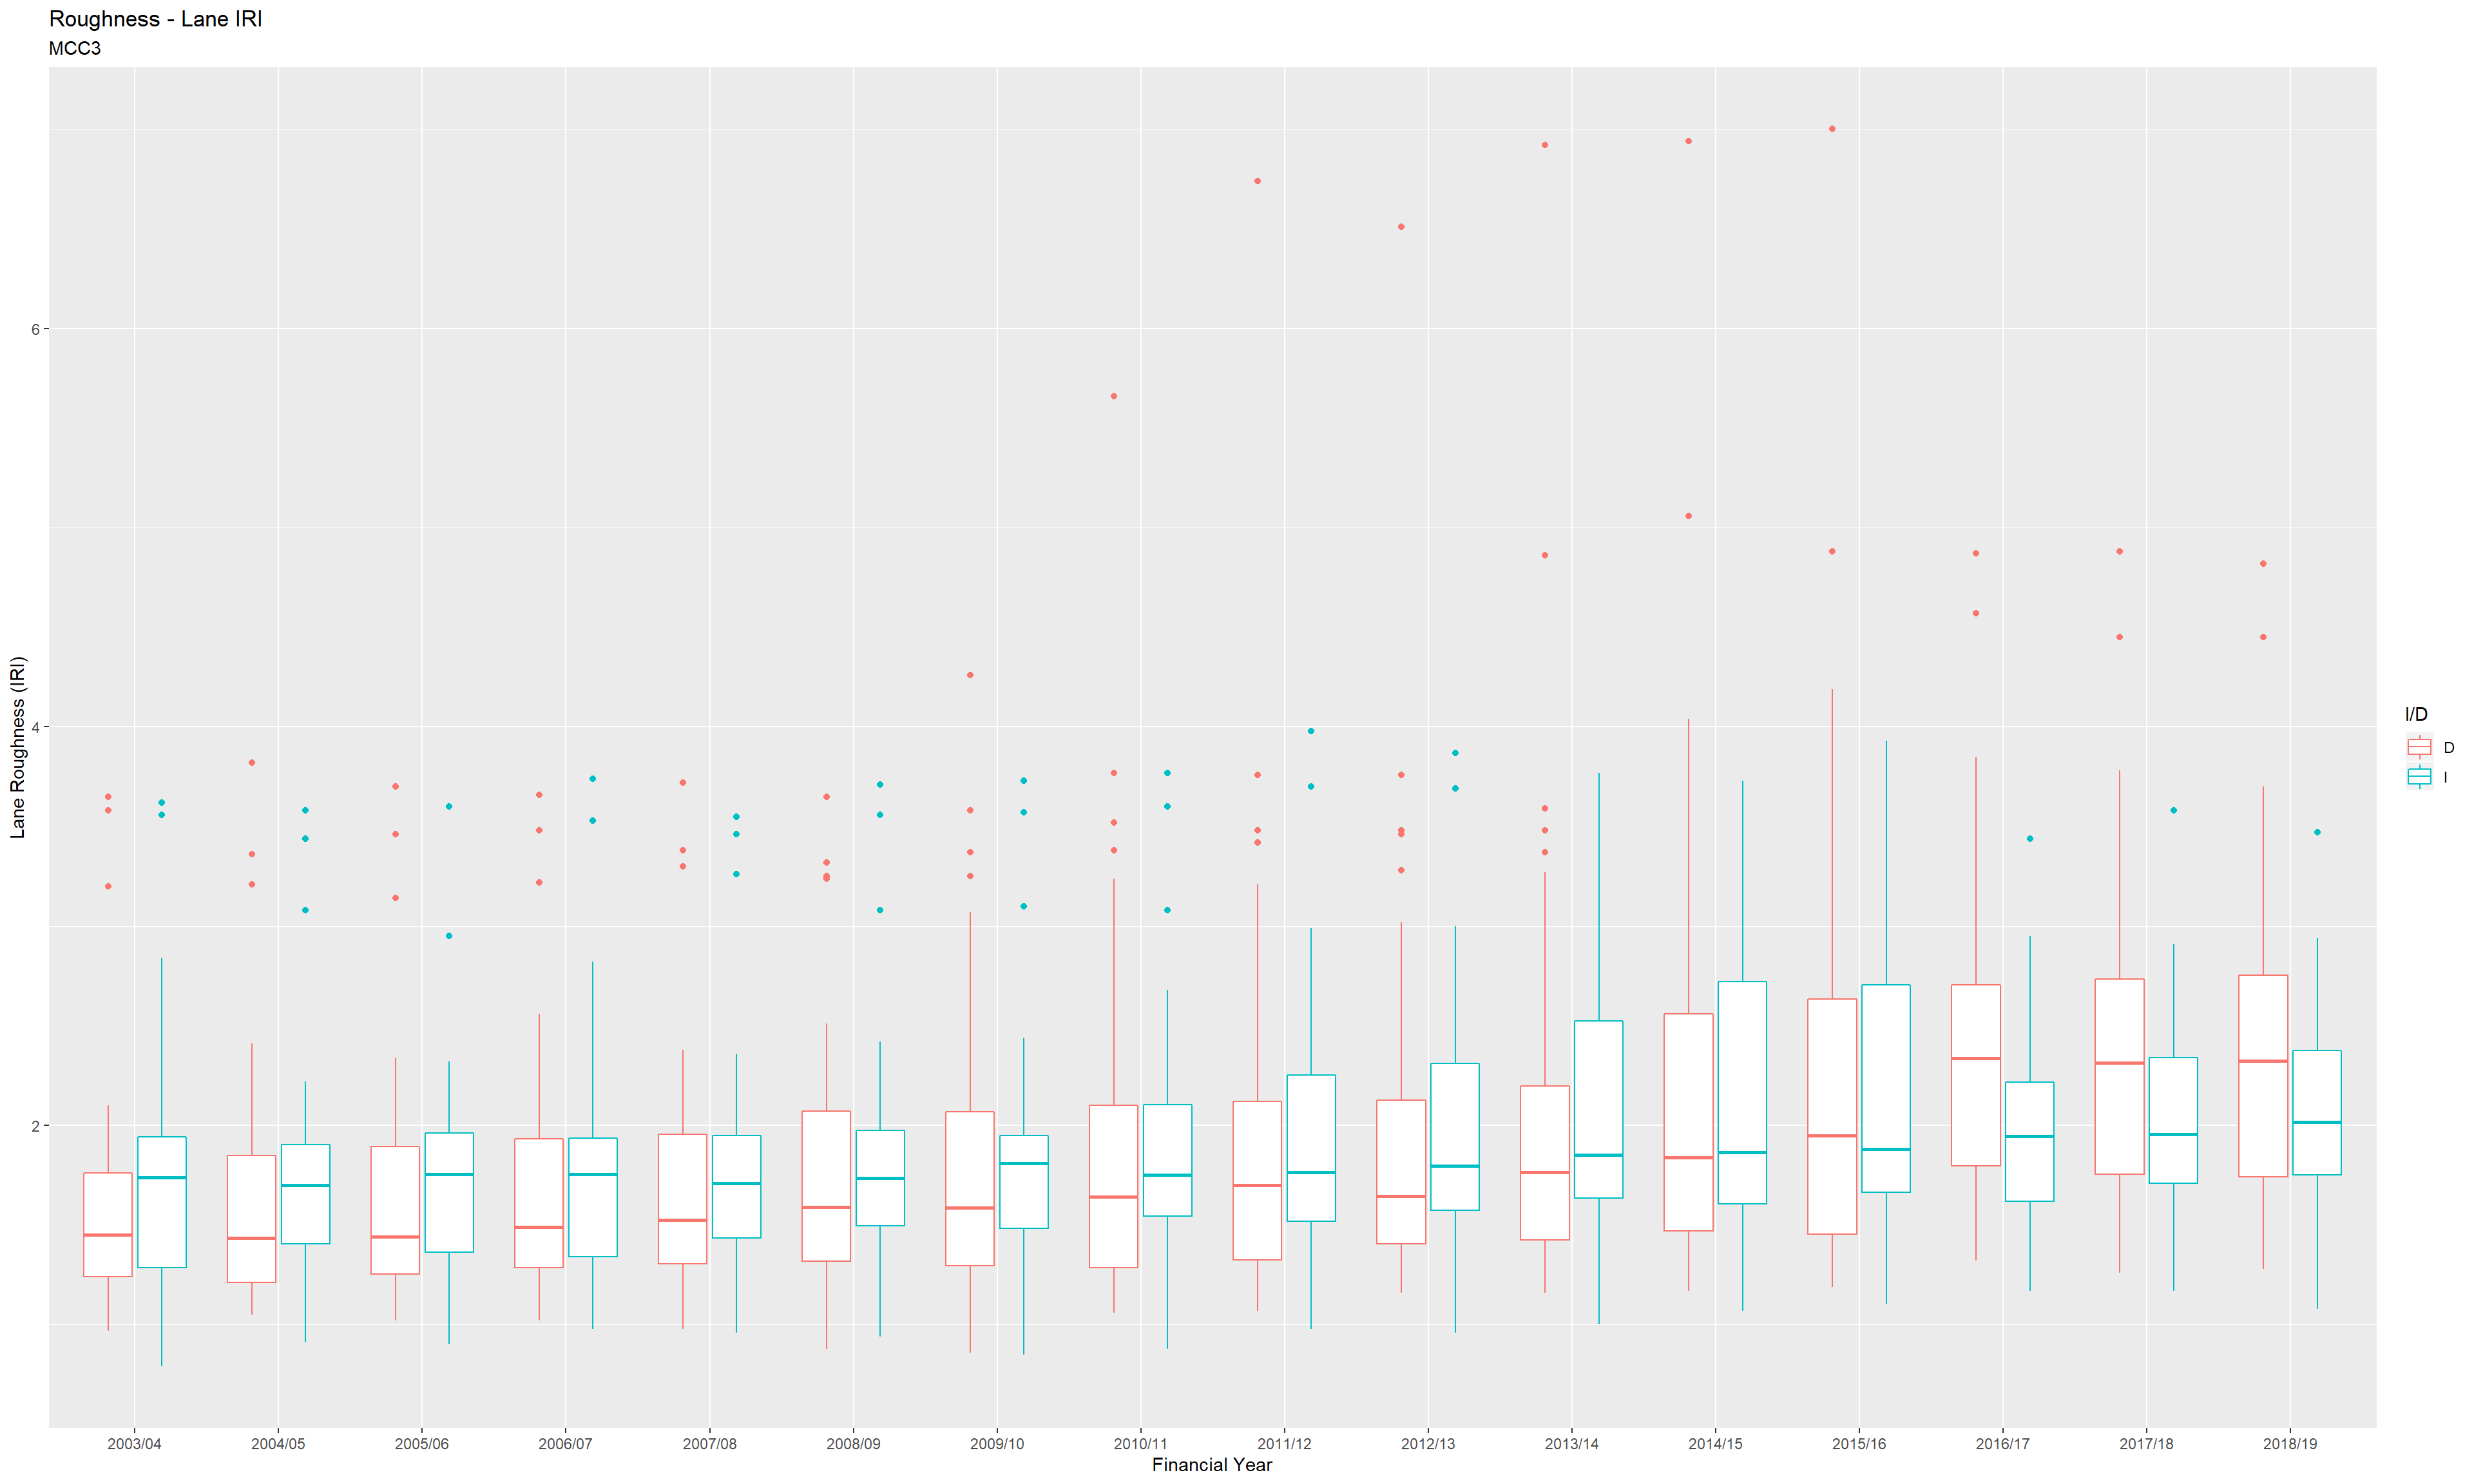 Roughness - Lane IRI
MCC3
Lane Roughness (IRI)
6
4
2
2003/04 2004/05 2005/06 2006/07 2007/08 2008/09 2009/10 2010/11 2011/12 2012/13 2013/14 2014/15 2015/16 2016/17 2017/18 2018/19
Financial Year
I/D
D
I